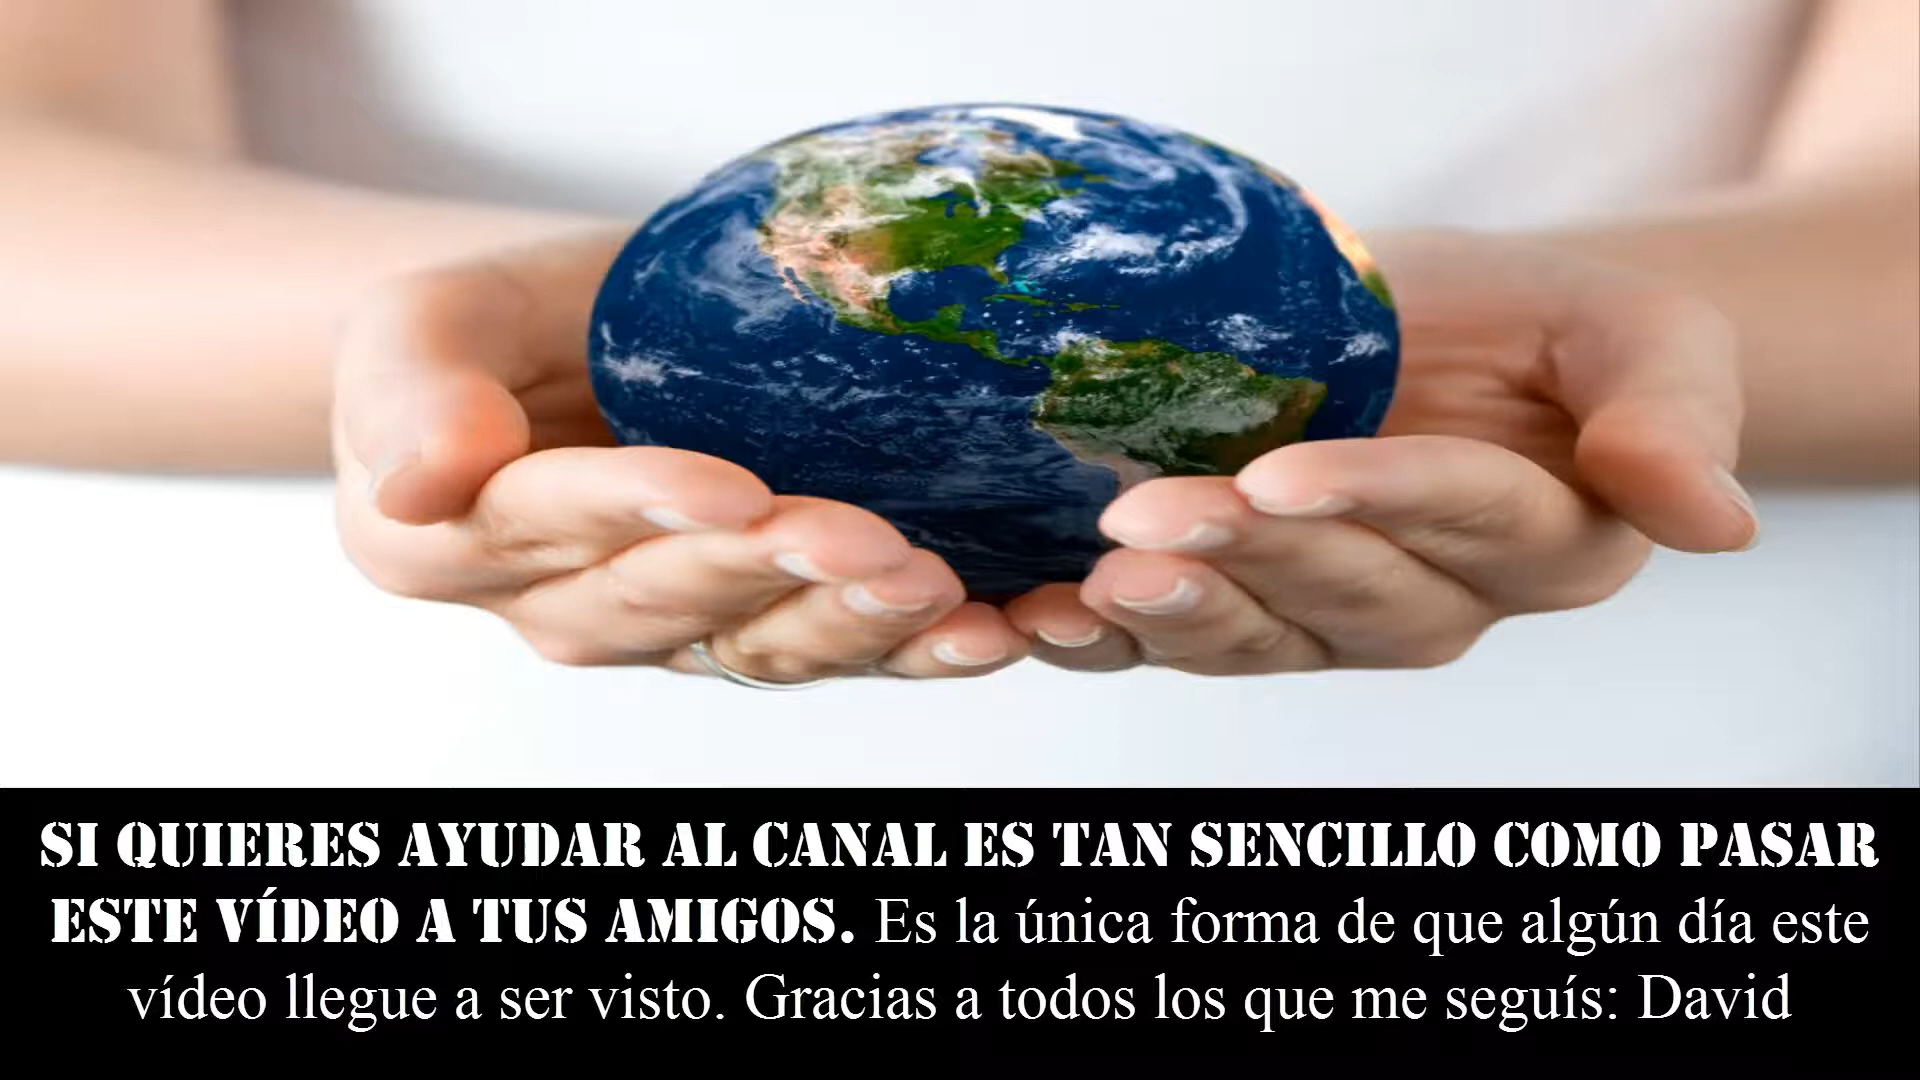 SI QUIERES AYUDAR AL CANAL ES TAN SENCILLO COMO PASAR
ESTE VÍDEO A TUS AMIGOS. Es la única forma de que algún día este
vídeo llegue a ser visto. Gracias a todos los que me seguís: David